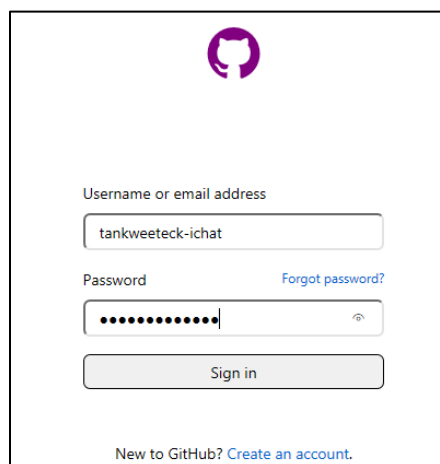 Username or email address
tankweeteck-ichat
Password Forgot password?
●●●●●●●●●●●●●
Sign in
New to GitHub? Create an account.